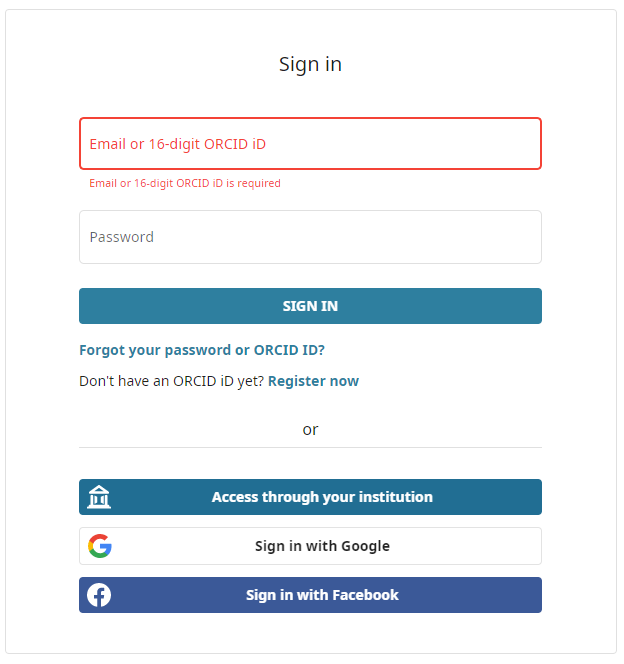 Sign in
Email or 16-digit ORCID iD
Email or 16-digit ORCID iD is required
Password
SIGN IN
Forgot your password or ORCID ID?
Don't have an ORCID iD yet? Register now
or
Access through your institution
Sign in with Google
Sign in with Facebook